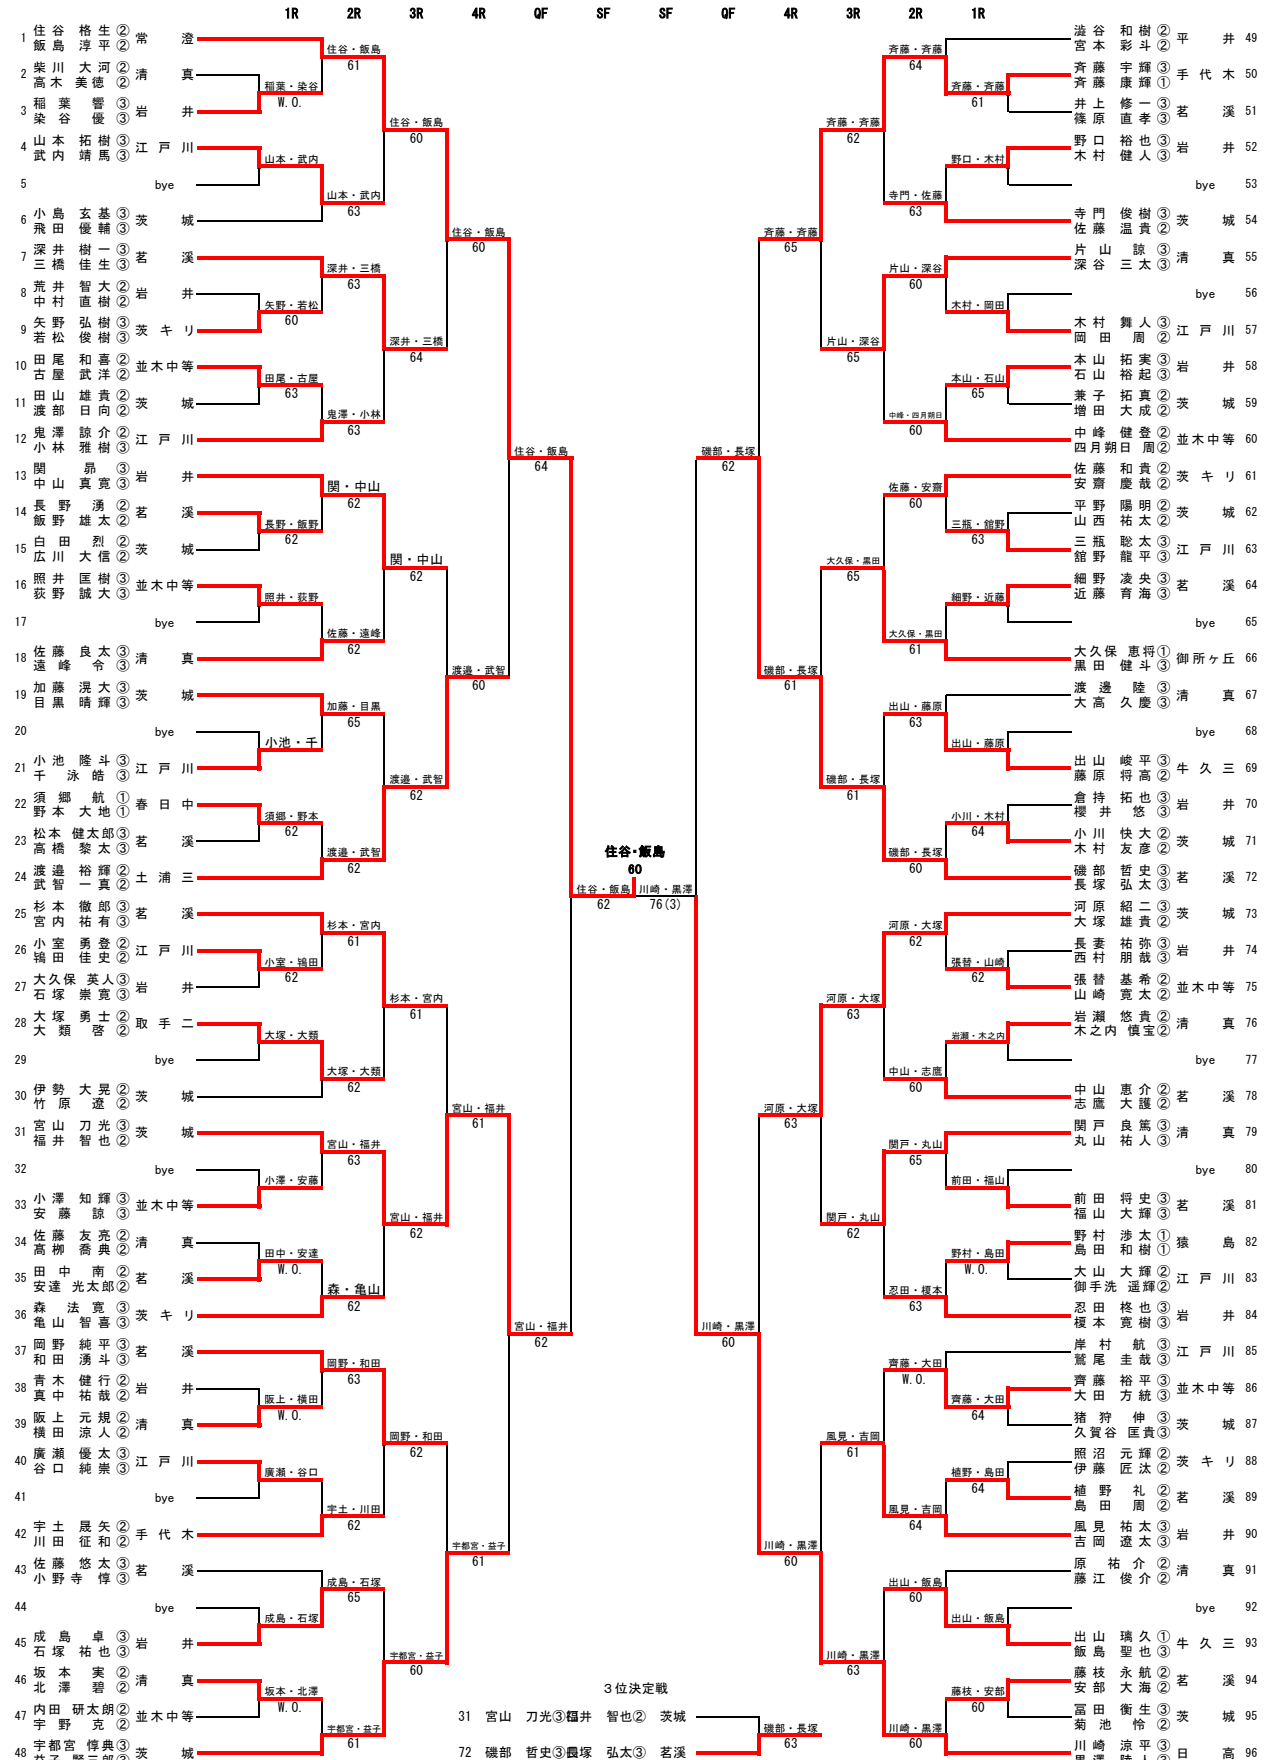 1R 2R 3R 4R QF SF SF QF 4R 3R 2R 1R
1 住谷 格生② 飯島 淳平② 常澄
2 柴川 大河② 高木 美徳② 清真
3 稲葉 響③ 染谷 優③ 岩井
4 山本 拓樹③ 武内 靖馬③ 江戸川
5 bye
6 小島 玄基③ 飛田 優輔③ 茨城
7 深井 樹一③ 三橋 佳生③ 茗溪
8 荒井 智大② 中村 直樹② 岩井
9 矢野 弘樹③ 若松 俊樹③ 茨キリ
10 田尾 和喜② 古屋 武洋② 並木中等
11 田山 雄貴② 渡部 日向② 茨城
12 鬼澤 諒介② 小林 雅樹③ 江戸川
13 関 昴③ 中山 真寛③ 岩井
14 長野 湧② 飯野 雄太② 茗溪
15 白田 烈② 広川 大信② 茨城
16 照井 匡樹③ 荻野 誠大③ 並木中等
17 bye
18 佐藤 良太③ 遠峰 令③ 清真
19 加藤 滉大③ 目黒 晴輝③ 茨城
20 bye
21 小池 隆斗③ 千 泳皓③ 江戸川
22 須郷 航① 野本 大地① 春日中
23 松本 健太郎③ 高橋 黎太③ 茗溪
24 渡邉 裕輝② 武智 一真② 土浦三
25 杉本 徹郎③ 宮内 祐有③ 茗溪
26 小室 勇登② 鴇田 佳史② 江戸川
27 大久保 英人③ 石塚 崇寛③ 岩井
28 大塚 勇士② 大類 啓② 取手二
29 bye
30 伊勢 大晃② 竹原 遼② 茨城
31 宮山 刀光③ 福井 智也② 茨城
32 bye
33 小澤 知輝③ 安藤 諒③ 並木中等
34 佐藤 友亮② 高栁 喬典② 清真
35 田中 南② 安達 光太郎② 茗溪
36 森 法寛③ 亀山 智喜③ 茨キリ
37 岡野 純平③ 和田 湧斗③ 茗溪
38 青木 健行② 真中 祐哉② 岩井
39 阪上 元規② 横田 涼人② 清真
40 廣瀬 優太③ 谷口 純崇③ 江戸川
41 bye
42 宇土 晟矢② 川田 征和② 手代木
43 佐藤 悠太③ 小野寺 惇③ 茗溪
44 bye
45 成島 卓③ 石塚 祐也③ 岩井
46 坂本 実② 北澤 碧② 清真
47 内田 研太朗② 宇野 克② 並木中等
48 宇都宮 惇典③ 茨城
稲葉・染谷 W.O.
山本・武内
矢野・若松 60
田尾・古屋 63
長野・飯野 62
照井・荻野
小池・千
須郷・野本 62
小室・鴇田 62
大塚・大類
小澤・安藤
田中・安達 W.O.
阪上・横田 W.O.
廣瀬・谷口
成島・石塚
坂本・北澤 W.O.
住谷・飯島 61
山本・武内 63
深井・三橋 63
鬼澤・小林 63
関・中山 62
佐藤・遠峰 62
加藤・目黒 65
渡邉・武智 62
杉本・宮内 61
大塚・大類 62
宮山・福井 63
森・亀山 62
岡野・和田 63
宇土・川田 62
成島・石塚 65
宇都宮・益子 61
住谷・飯島 60
深井・三橋 64
関・中山 62
渡邉・武智 62
杉本・宮内 61
宮山・福井 62
岡野・和田 62
宇都宮・益子 60
住谷・飯島 60
渡邉・武智 60
宮山・福井 61
宇都宮・益子 61
住谷・飯島 64
宮山・福井 62
住谷・飯島 62
住谷・飯島 60
川崎・黒澤 76(3)
磯部・長塚 62
川崎・黒澤 60
斉藤・斉藤 65
磯部・長塚 61
河原・大塚 63
川崎・黒澤 60
斉藤・斉藤 62
片山・深谷 65
大久保・黒田 65
磯部・長塚 61
河原・大塚 63
関戸・丸山 62
風見・吉岡 61
川崎・黒澤 63
斉藤・斉藤 64
寺門・佐藤 63
片山・深谷 60
中峰・四月朔日 60
佐藤・安齋 60
大久保・黒田 61
出山・藤原 63
磯部・長塚 60
河原・大塚 62
中山・志鷹 60
関戸・丸山 65
忍田・榎本 63
齊藤・大田 W.O.
風見・吉岡 64
出山・飯島 60
川崎・黒澤 60
斉藤・斉藤 61
野口・木村
木村・岡田
本山・石山 65
三瓶・舘野 63
細野・近藤
出山・藤原
小川・木村 64
張替・山崎 62
岩瀬・木之内
前田・福山
野村・島田 W.O.
齊藤・大田 64
植野・島田 64
出山・飯島
藤枝・安部 60
澁谷 和樹② 宮本 彩斗② 平井 49
斉藤 宇輝③ 斉藤 康輝① 手代木 50
井上 修一③ 篠原 直孝③ 茗溪 51
野口 裕也③ 木村 健人③ 岩井 52
bye 53
寺門 俊樹③ 佐藤 温貴② 茨城 54
片山 諒③ 深谷 三太③ 清真 55
bye 56
木村 舞人③ 岡田 周② 江戸川 57
本山 拓実③ 石山 裕起③ 岩井 58
兼子 拓真② 増田 大成② 茨城 59
中峰 健登② 四月朔日 周② 並木中等 60
佐藤 和貴② 安齋 慶哉② 茨キリ 61
平野 陽明② 山西 祐太② 茨城 62
三瓶 聡太③ 舘野 龍平③ 江戸川 63
細野 凌央③ 近藤 育海③ 茗溪 64
bye 65
大久保 恵将① 黒田 健斗③ 御所ヶ丘 66
渡邊 陸③ 大高 久慶③ 清真 67
bye 68
出山 峻平③ 藤原 将高② 牛久三 69
倉持 拓也③ 櫻井 悠③ 岩井 70
小川 快大② 木村 友彦② 茨城 71
磯部 哲史③ 長塚 弘太③ 茗溪 72
河原 紹二③ 大塚 雄貴② 茨城 73
長妻 祐弥③ 西村 朋哉③ 岩井 74
張替 基希② 山崎 寛太② 並木中等 75
岩瀬 悠貴② 木之内 慎宝② 清真 76
bye 77
中山 恵介② 志鷹 大護② 茗溪 78
関戸 良篤③ 丸山 祐人③ 清真 79
bye 80
前田 将史③ 福山 大輝③ 茗溪 81
野村 渉太① 島田 和樹① 猿島 82
大山 大輝② 御手洗 遥輝② 江戸川 83
忍田 柊也③ 榎本 寛樹③ 岩井 84
岸村 航③ 鷲尾 圭哉③ 江戸川 85
齊藤 裕平③ 大田 方統③ 並木中等 86
猪狩 伸③ 久賀谷 匡貴③ 茨城 87
照沼 元輝② 伊藤 匠汰② 茨キリ 88
植野 礼② 島田 周② 茗溪 89
風見 祐太③ 吉岡 遼太③ 岩井 90
原 祐介② 藤江 俊介② 清真 91
bye 92
出山 璃久① 飯島 聖也③ 牛久三 93
藤枝 永航② 安部 大海② 茗溪 94
冨田 衡生③ 菊池 怜② 茨城 95
川崎 涼平③ 日高 96
3位決定戦
31 宮山 刀光③福井 智也② 茨城
72 磯部 哲史③長塚 弘太③ 茗溪
磯部・長塚 63